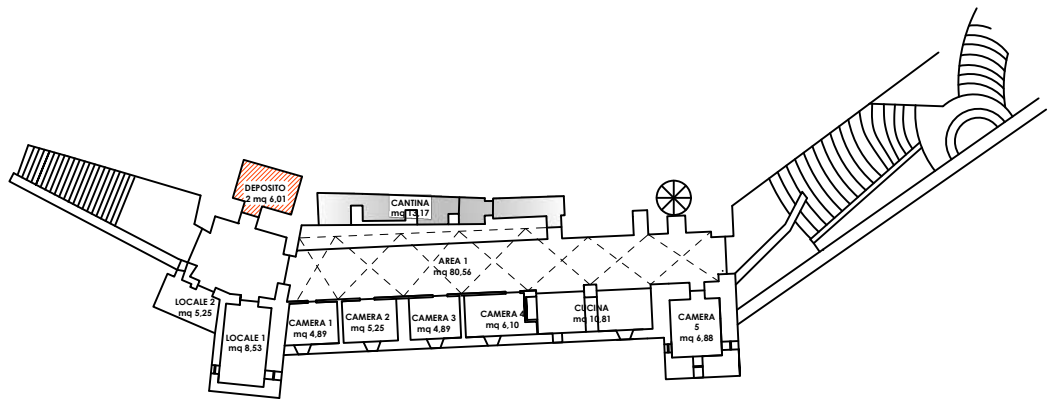 DEPOSITO
2 mq 6,01
CANTINA
mq 13,17
AREA 1
mq 80,56
LOCALE 2
mq 5,25
LOCALE 1
mq 8,53
CAMERA 1
mq 4,89
CAMERA 2
mq 5,25
CAMERA 3
mq 4,89
CAMERA 4
mq 6,10
CUCINA
mq 10,81
CAMERA
5
mq 6,88